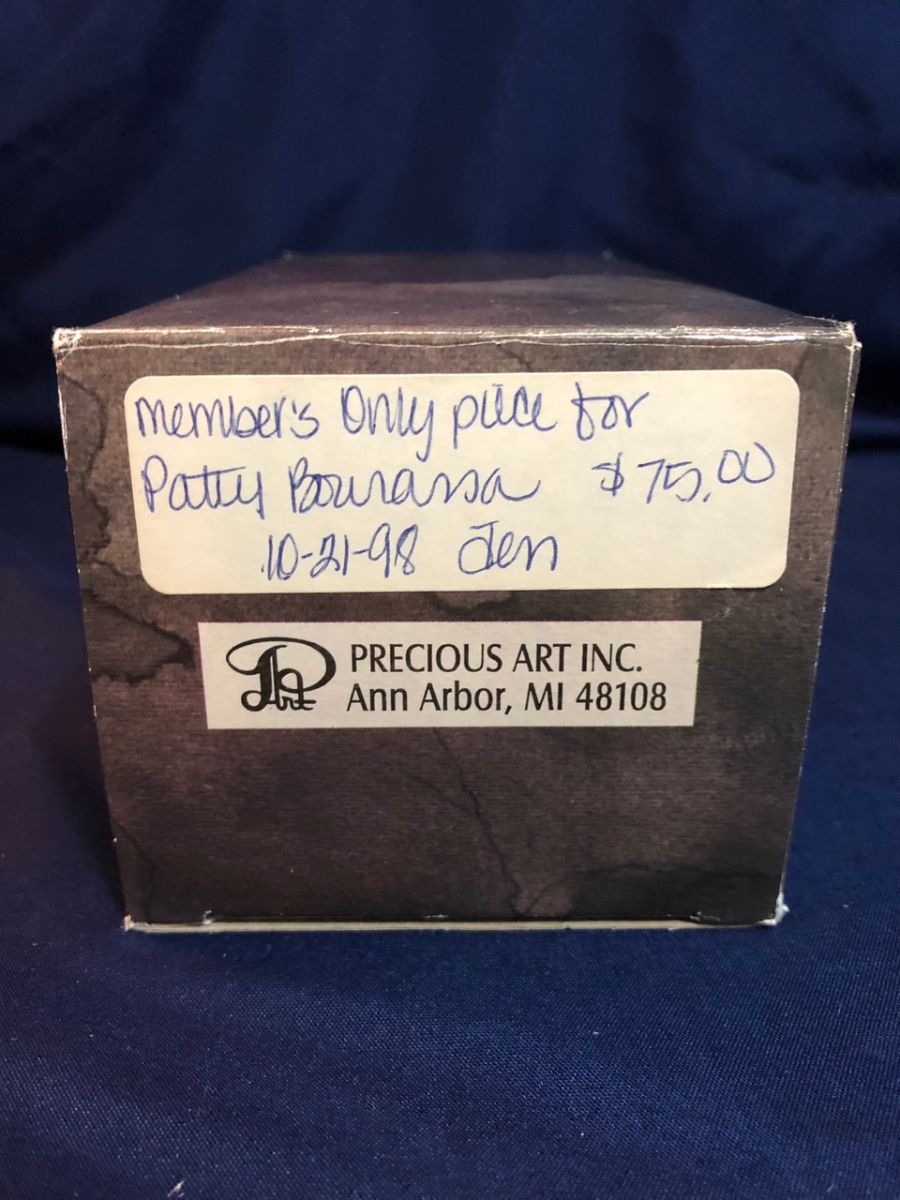 member's Only piece for
Patty Bourassa $75.00
10-21-98 Jen
PRECIOUS ART INC.
Ann Arbor, MI 48108